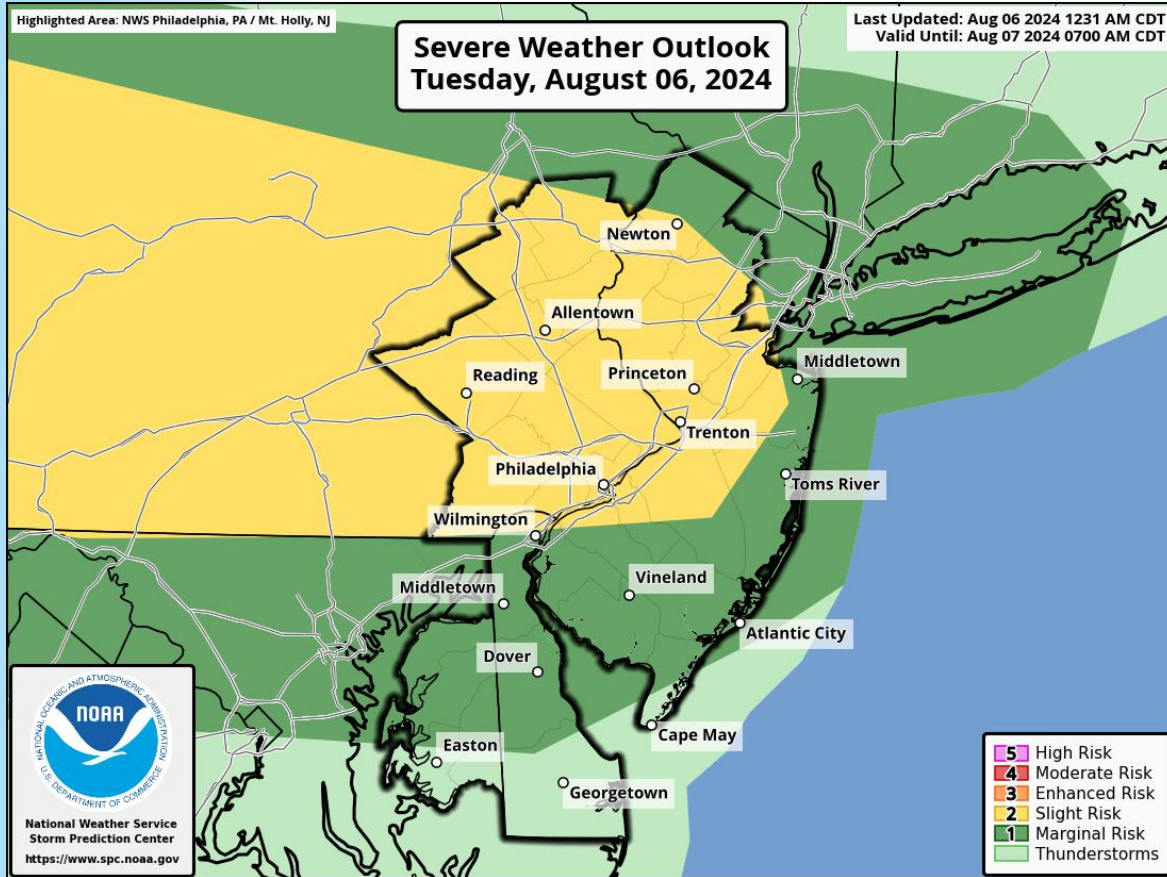 Highlighted Area: NWS Philadelphia, PA / Mt. Holly, NJ
Last Updated: Aug 06 2024 1231 AM CDT
Valid Until: Aug 07 2024 0700 AM CDT
Severe Weather Outlook
Tuesday, August 06, 2024
Newton
Allentown
Middletown
Reading
Princeton
Trenton
Philadelphia
Toms River
Wilmington
Middletown
Vineland
Atlantic City
Dover
Cape May
Easton
Georgetown
NATIONAL OCEANIC AND ATMOSPHERIC ADMINISTRATION
NOAA
U.S. DEPARTMENT OF COMMERCE
National Weather Service
Storm Prediction Center
https://www.spc.noaa.gov
5 High Risk
4 Moderate Risk
3 Enhanced Risk
2 Slight Risk
1 Marginal Risk
Thunderstorms